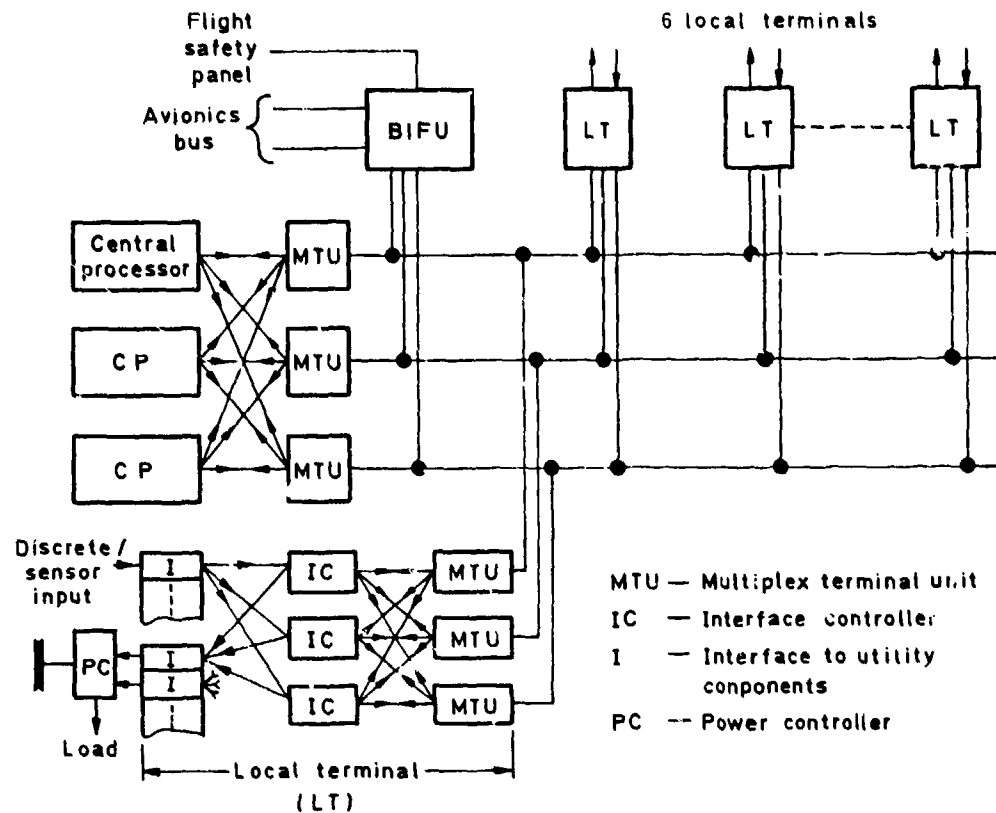 Flight
safety
panel
6 local terminals
Avionics
bus
BIFU
LT
LT
LT
Central
processor
MTU
CP
MTU
CP
MTU
Discrete/
sensor
input
I
IC
MTU
I
IC
MTU
PC
I
IC
MTU
Load
Local terminal
(LT)
MTU — Multiplex terminal unit
IC — Interface controller
I — Interface to utility
conponents
PC -- Power controller